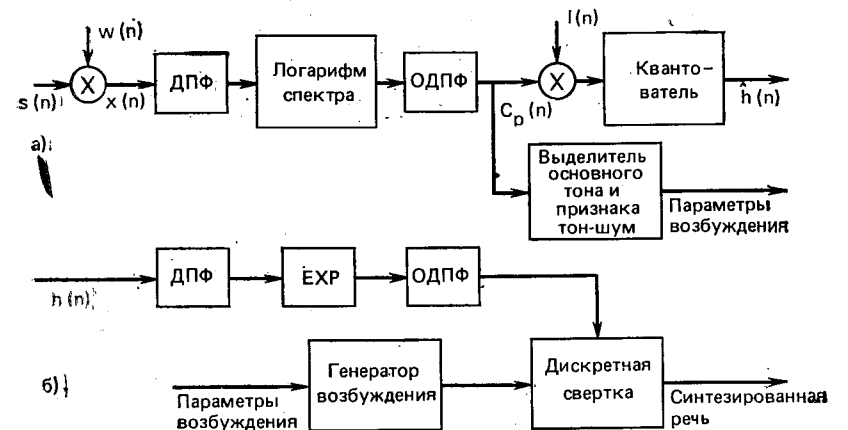 w (n)
l (n)
s (n)
X
x (n)
ДПФ
Логарифм
спектра
ОДПФ
C_p (n)
X
Кванто-
ватель
ĥ (n)
а)
Выделитель
основного
тона и
признака
тон-шум
Параметры
возбуждения
h (n)
ДПФ
EXP
ОДПФ
б)
Параметры
возбуждения
Генератор
возбуждения
Дискретная
свертка
Синтезированная
речь